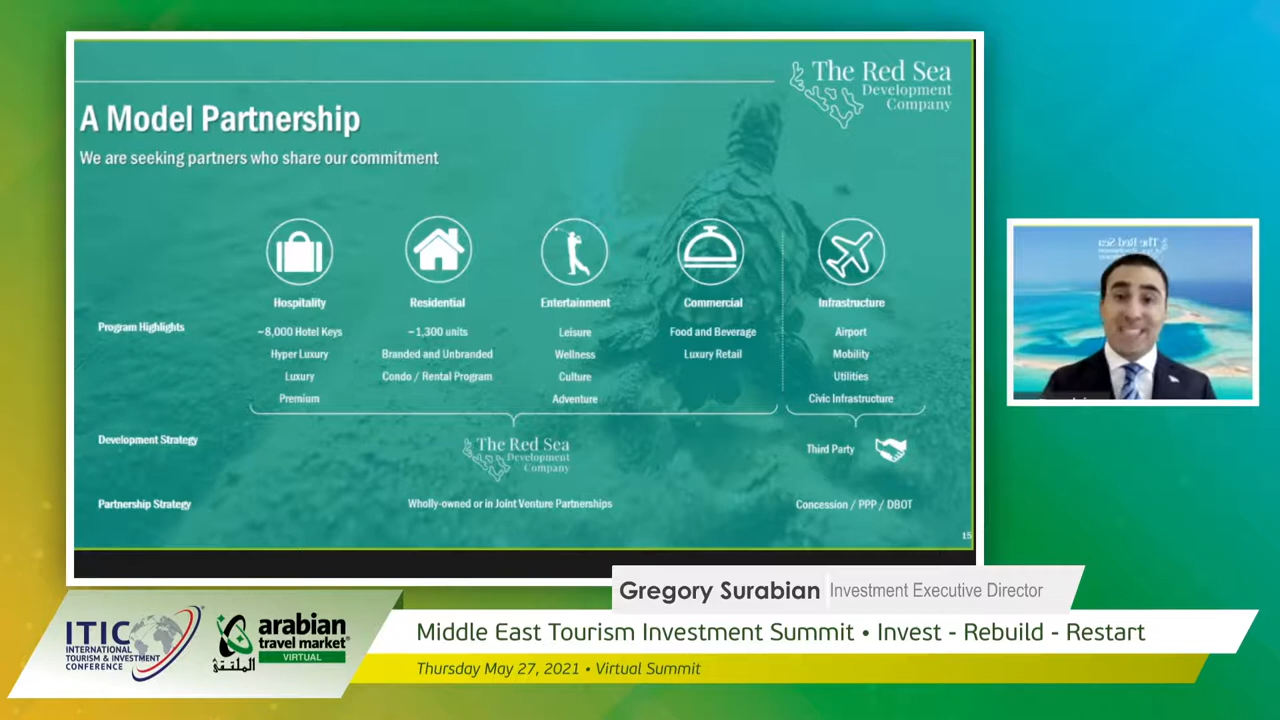 The Red Sea
Development
Company
A Model Partnership
We are seeking partners who share our commitment
Hospitality
Residential
Entertainment
Commercial
Infrastructure
Program Highlights
~8,000 Hotel Keys
~1,300 units
Leisure
Food and Beverage
Airport
Hyper Luxury
Branded and Unbranded
Wellness
Luxury Retail
Mobility
Luxury
Condo / Rental Program
Culture
Utilities
Premium
Adventure
Civic Infrastructure
Development Strategy
The Red Sea
Development
Company
Third Party
Partnership Strategy
Wholly-owned or in Joint Venture Partnerships
Concession / PPP / DBOT
15
The Red Sea
Gregory Surabian Investment Executive Director
ITIC
INTERNATIONAL
TOURISM & INVESTMENT
CONFERENCE
arabian
travel market
VIRTUAL
الملتقى
Middle East Tourism Investment Summit • Invest - Rebuild - Restart
Thursday May 27, 2021 • Virtual Summit